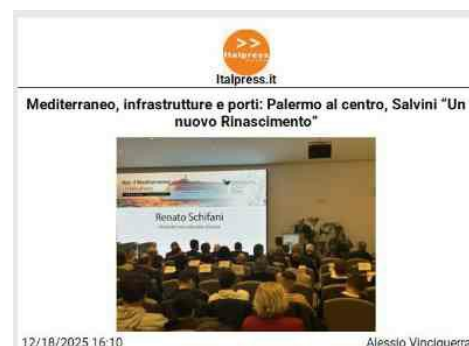 >>
Italpress
Italpress.it
Mediterraneo, infrastrutture e porti: Palermo al centro, Salvini “Un
nuovo Rinascimento”
Renato Schifani
12/18/2025 16:10
Alessio Vinciguerra